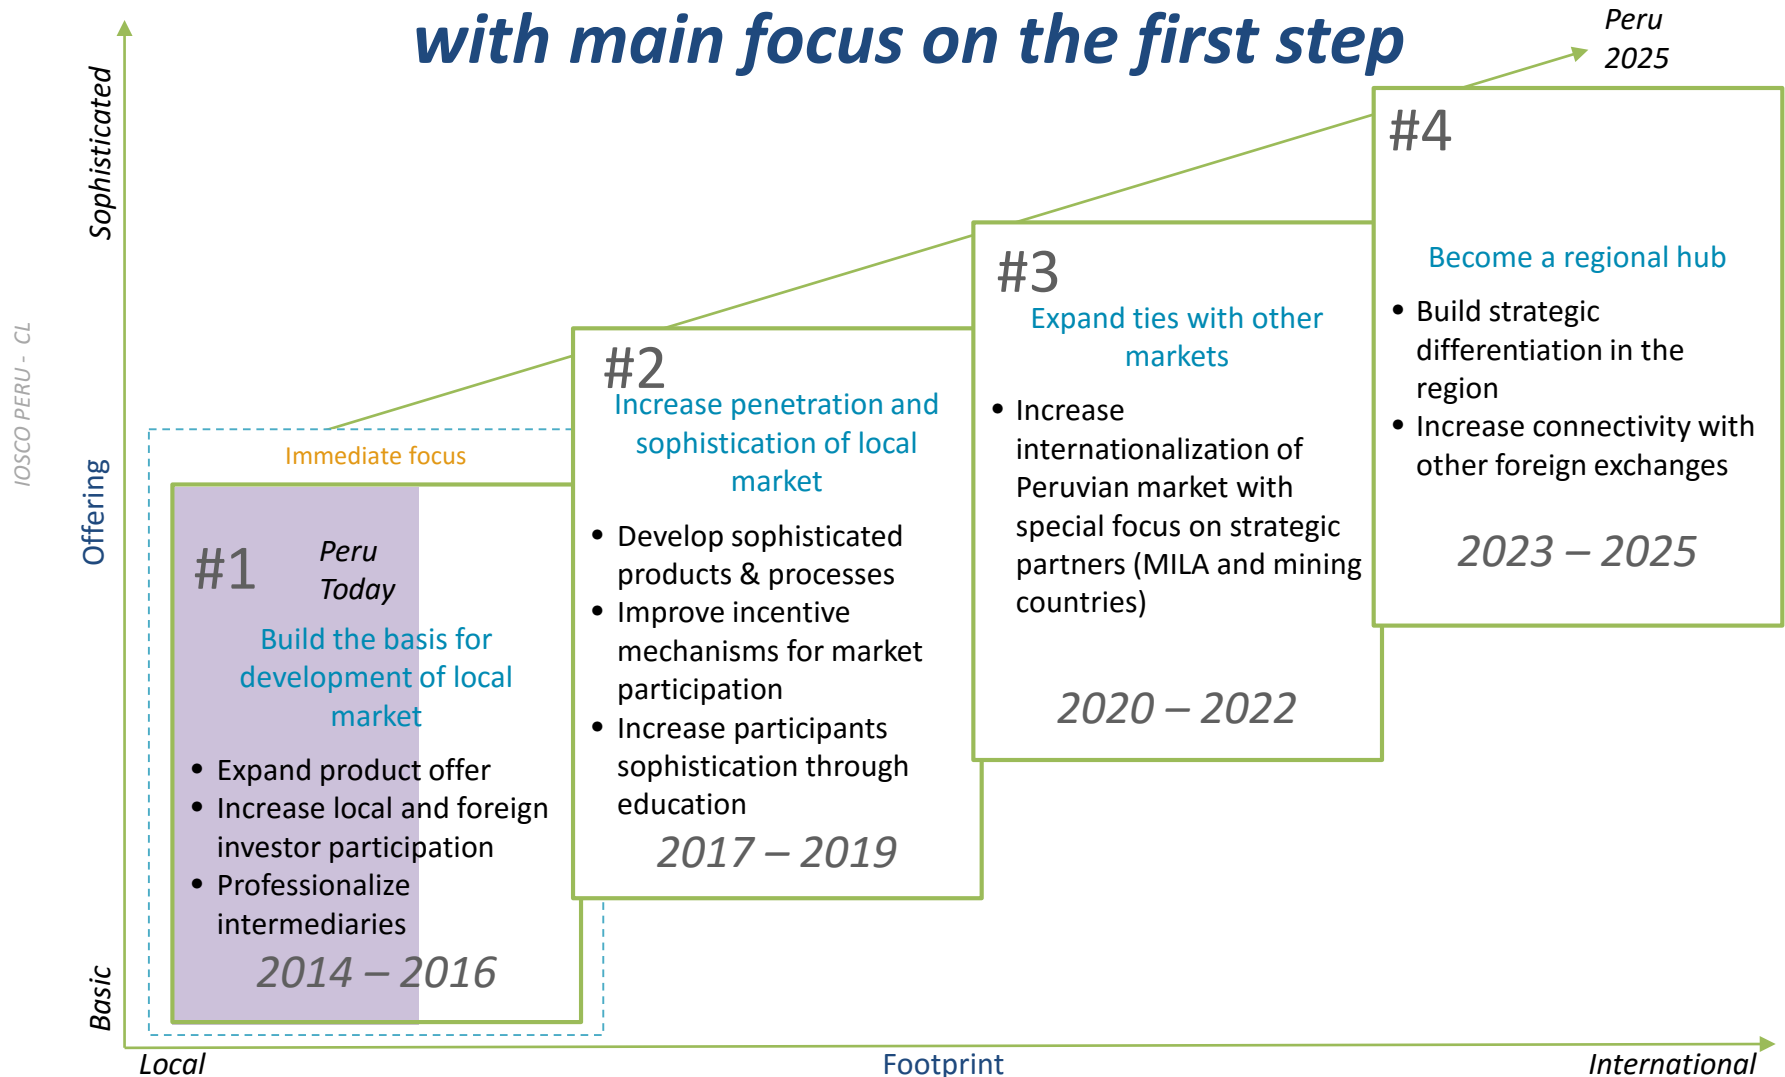 with main focus on the first step
Peru
2025
Sophisticated
Offering
Basic
IOSCO PERU - CL
Immediate focus
#1
Peru
Today
Build the basis for
development of local
market
• Expand product offer
• Increase local and foreign
investor participation
• Professionalize
intermediaries
2014 – 2016
#2
Increase penetration and
sophistication of local
market
• Develop sophisticated
products & processes
• Improve incentive
mechanisms for market
participation
• Increase participants
sophistication through
education
2017 – 2019
#3
Expand ties with other
markets
• Increase
internationalization of
Peruvian market with
special focus on strategic
partners (MILA and mining
countries)
2020 – 2022
#4
Become a regional hub
• Build strategic
differentiation in the
region
• Increase connectivity with
other foreign exchanges
2023 – 2025
Local
Footprint
International